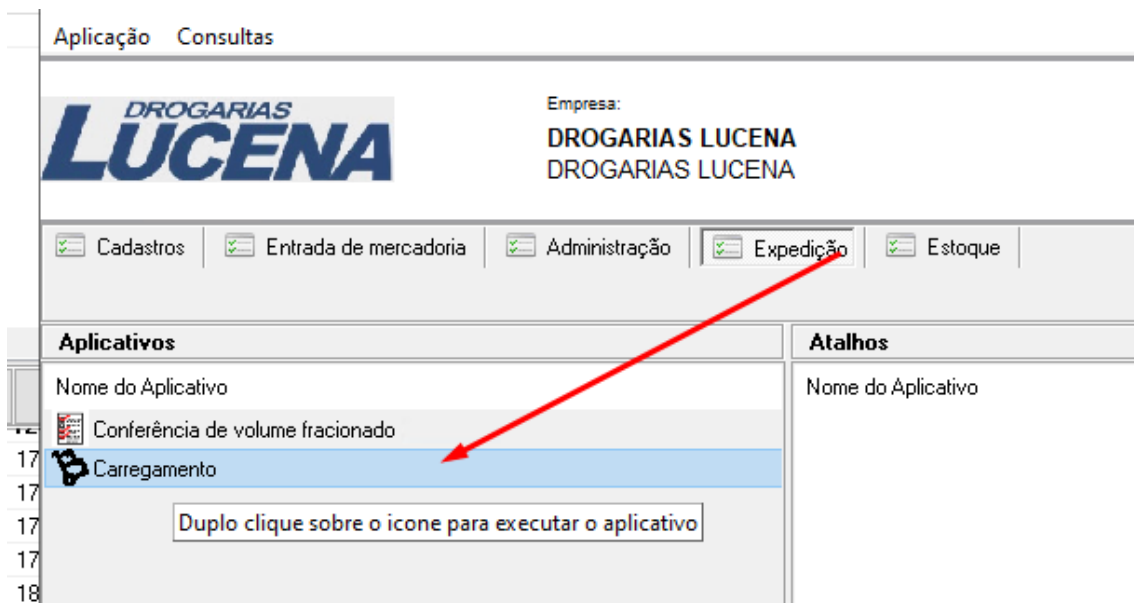 Aplicação Consultas
DROGARIAS
LUCENA
Empresa:
DROGARIAS LUCENA
DROGARIAS LUCENA
Cadastros Entrada de mercadoria Administração Expedição Estoque
Aplicativos Atalhos
Nome do Aplicativo Nome do Aplicativo
Conferência de volume fracionado
17 Carregamento
17
17 Duplo clique sobre o icone para executar o aplicativo
17
18